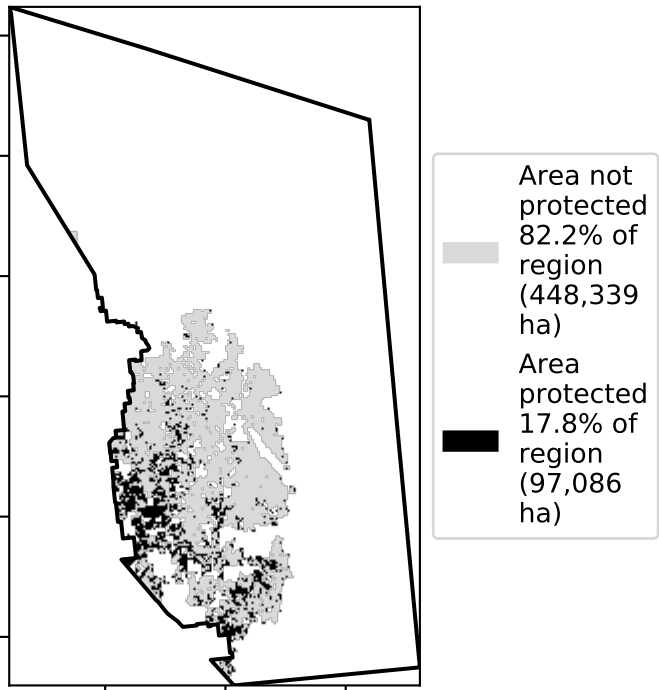 Area not
protected
82.2% of
region
(448,339
ha)
Area
protected
17.8% of
region
(97,086
ha)